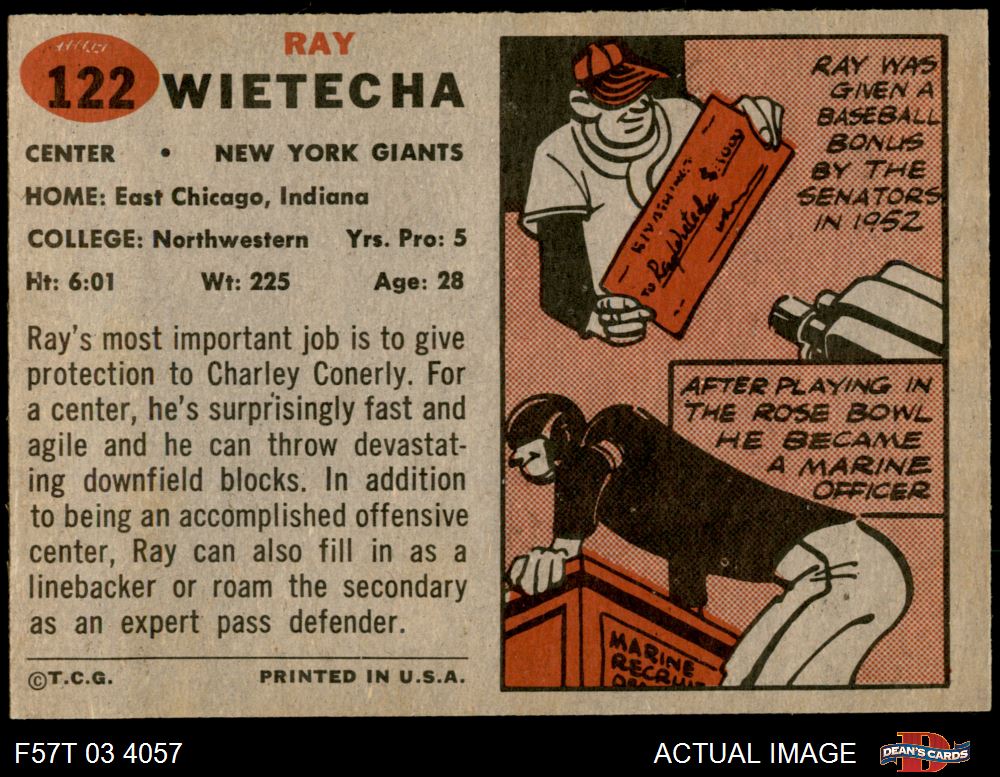 122
RAY
WIETECHA
CENTER • NEW YORK GIANTS
HOME: East Chicago, Indiana
COLLEGE: Northwestern Yrs. Pro: 5
Ht: 6:01 Wt: 225 Age: 28
Ray's most important job is to give
protection to Charley Conerly. For
a center, he's surprisingly fast and
agile and he can throw devastat-
ing downfield blocks. In addition
to being an accomplished offensive
center, Ray can also fill in as a
linebacker or roam the secondary
as an expert pass defender.
©T.C.G. PRINTED IN U.S.A.
RAY WAS
GIVEN A
BASEBALL
BONUS
BY THE
SENATORS
IN 1952
TO Ray Wietecha
AFTER PLAYING IN
THE ROSE BOWL
HE BECAME
A MARINE
OFFICER
MARINE
RECRUIT
F57T 03 4057
ACTUAL IMAGE
DEAN'S CARDS